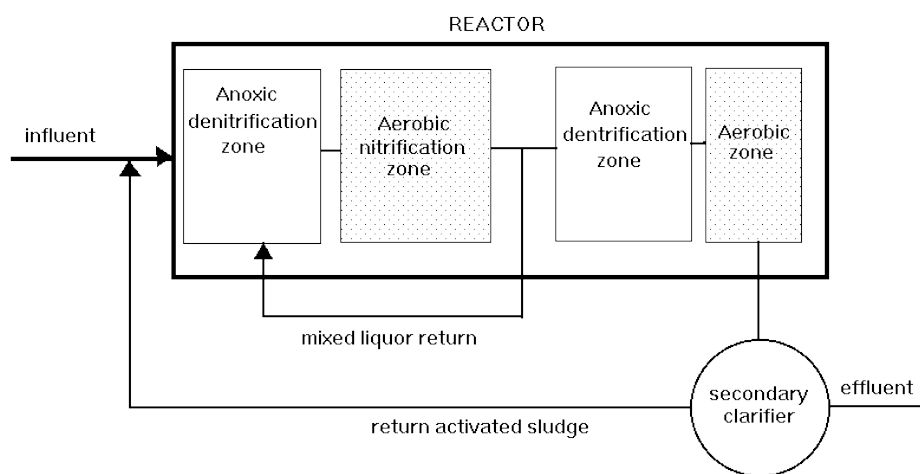 REACTOR
influent
Anoxic
denitrification
zone
Aerobic
nitrification
zone
Anoxic
dentrification
zone
Aerobic
zone
mixed liquor return
return activated sludge
secondary
clarifier
effluent